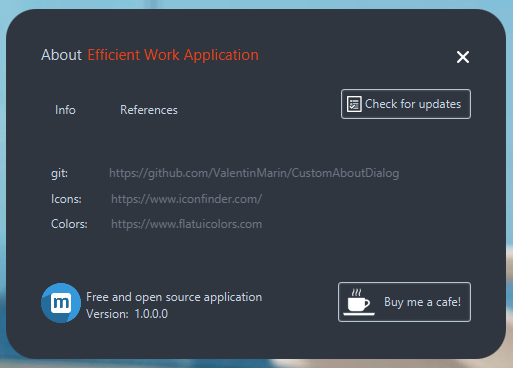 About Efficient Work Application
Info References Check for updates
git: https://github.com/ValentinMarin/CustomAboutDialog
Icons: https://www.iconfinder.com/
Colors: https://www.flatuicolors.com
m
Free and open source application
Version: 1.0.0.0
Buy me a cafe!